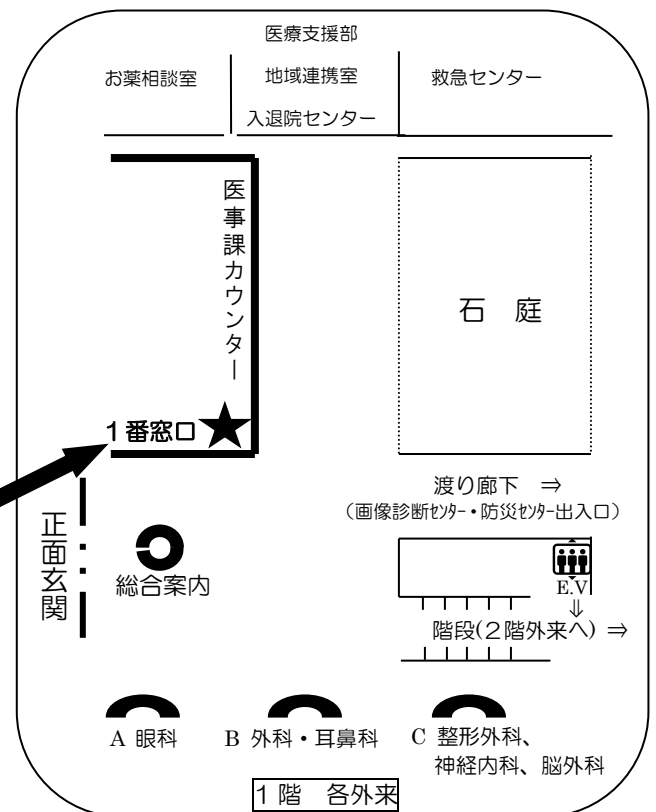 医療支援部
お薬相談室
地域連携室
救急センター
入退院センター
医事課カウンター
石 庭
１番窓口
渡り廊下 ⇒
（画像診断ｾﾝﾀｰ・防災ｾﾝﾀｰ出入口）
正面玄関
総合案内
E.V
⇓
階段(２階外来へ) ⇒
A 眼科
B 外科・耳鼻科
C 整形外科、
神経内科、脳外科
１階 各外来